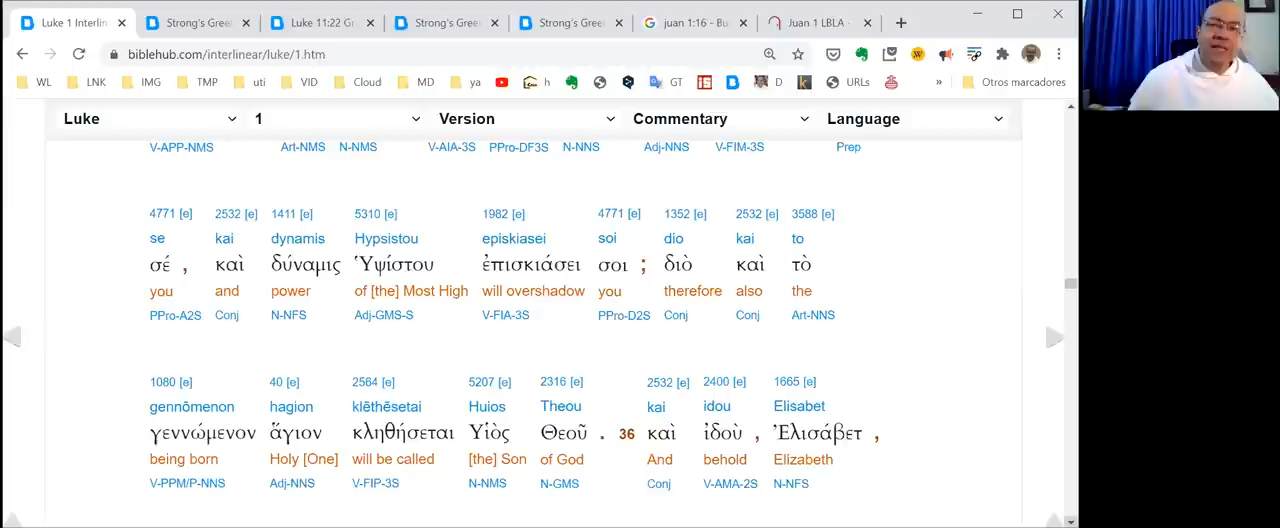 Luke 1 Interlin
Strong's Greek
Luke 11:22 Gr
Strong's Greek
Strong's Greek
juan 1:16 - Bu
Juan 1 LBLA -
biblehub.com/interlinear/luke/1.htm
WL LNK IMG TMP uti VID Cloud MD ya h GT D URLs » Otros marcadores
Luke 1 Version Commentary Language
V-APP-NMS Art-NMS N-NMS V-AIA-3S PPro-DF3S N-NNS Adj-NNS V-FIM-3S Prep
4771 [e] 2532 [e] 1411 [e] 5310 [e] 1982 [e] 4771 [e] 1352 [e] 2532 [e] 3588 [e]
se kai dynamis Hypsistou episkiasei soi dio kai to
σέ , καὶ δύναμις Ὑψίστου ἐπισκιάσει σοι ; διὸ καὶ τὸ
you and power of [the] Most High will overshadow you therefore also the
PPro-A2S Conj N-NFS Adj-GMS-S V-FIA-3S PPro-D2S Conj Conj Art-NNS
1080 [e] 40 [e] 2564 [e] 5207 [e] 2316 [e] 2532 [e] 2400 [e] 1665 [e]
gennōmenon hagion klēthēsetai Huios Theou kai idou Elisabet
γεννώμενον ἅγιον κληθήσεται Υἱὸς Θεοῦ . 36 καὶ ἰδοὺ , Ἐλισάβετ ,
being born Holy [One] will be called [the] Son of God And behold Elizabeth
V-PPM/P-NNS Adj-NNS V-FIP-3S N-NMS N-GMS Conj V-AMA-2S N-NFS